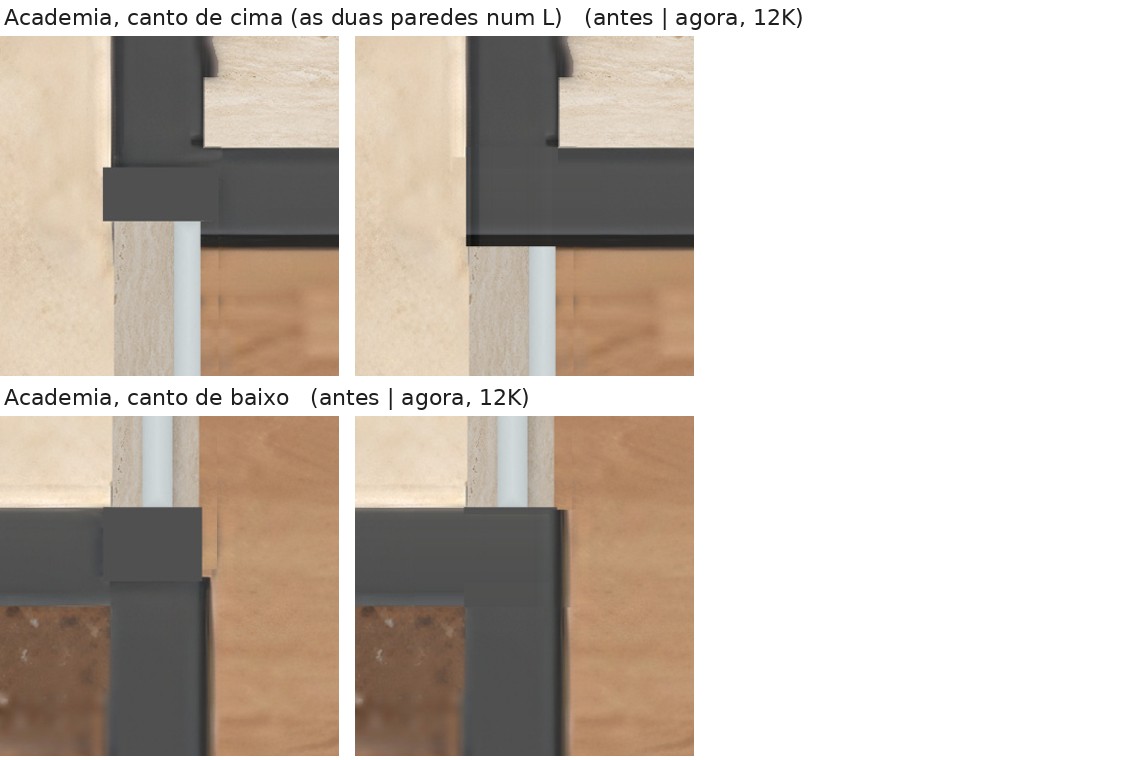 Academia, canto de cima (as duas paredes num L)   (antes | agora, 12K)
Academia, canto de baixo   (antes | agora, 12K)